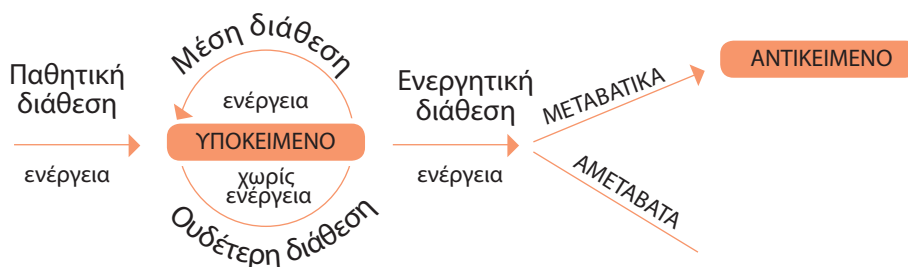 Παθητική
διάθεση
ενέργεια
Μέση διάθεση
ενέργεια
ΥΠΟΚΕΙΜΕΝΟ
χωρίς
ενέργεια
Ουδέτερη διάθεση
Ενεργητική
διάθεση
ενέργεια
ΜΕΤΑΒΑΤΙΚΑ
ΑΜΕΤΑΒΑΤΑ
ΑΝΤΙΚΕΙΜΕΝΟ